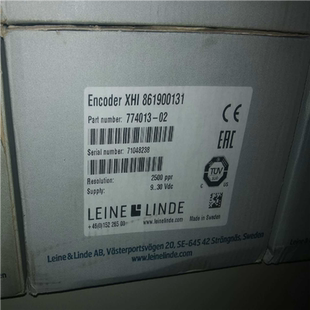 Encoder XHI 861900131
Part number: 774013-02
Serial number: 71048238
Resolution: 2500 ppr
Supply: 9..30 Vdc
LEINE LINDE
www.leinelinde.com
Made in Sweden
CE
EAC
TÜV
C US
Leine & Linde AB, Västerportsvägen 20, SE-645 42 Strängnäs, Sweden
www.leinelinde.com